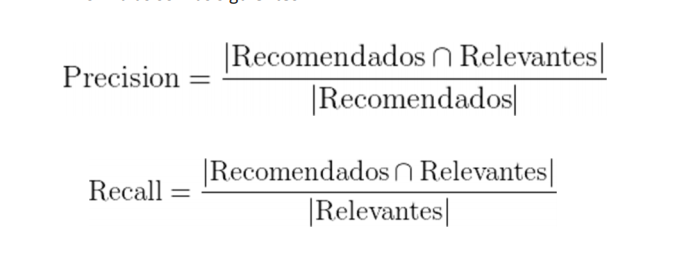 Precision = |Recomendados ∩ Relevantes| / |Recomendados|
Recall = |Recomendados ∩ Relevantes| / |Relevantes|